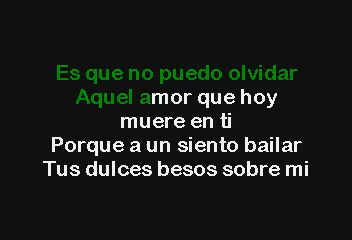 Es que no puedo olvidar
Aquel amor que hoy
muere en ti
Porque a un siento bailar
Tus dulces besos sobre mi